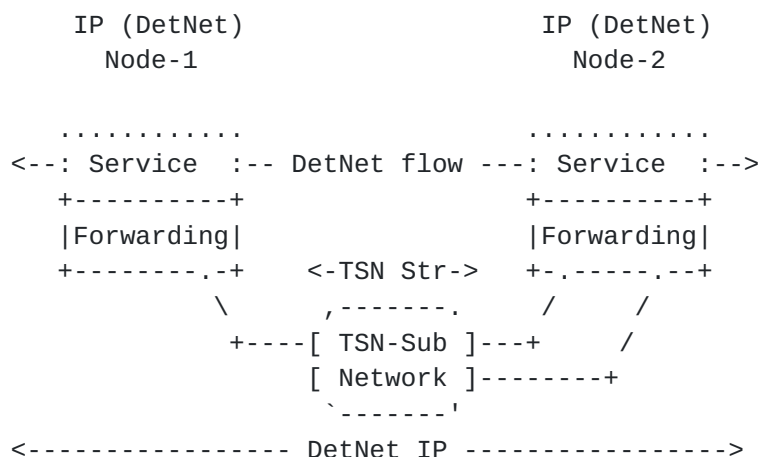 IP (DetNet)                   IP (DetNet)
      Node-1                        Node-2

   ............                  ............
<--: Service  :-- DetNet flow ---: Service  :-->
   +----------+                  +----------+
   |Forwarding|                  |Forwarding|
   +--------.-+    <-TSN Str->   +-.-----.--+
             \      ,-------.     /     /
              +----[ TSN-Sub ]---+     /
                   [ Network ]--------+
                    `-------'
<----------------- DetNet IP ----------------->